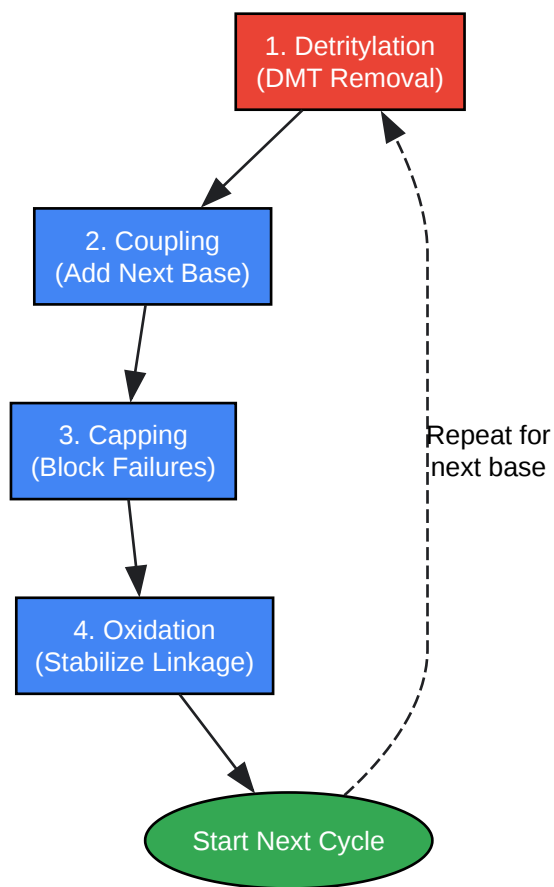 1. Detritylation
(DMT Removal)
2. Coupling
(Add Next Base)
3. Capping
(Block Failures)
Repeat for
next base
4. Oxidation
(Stabilize Linkage)
Start Next Cycle